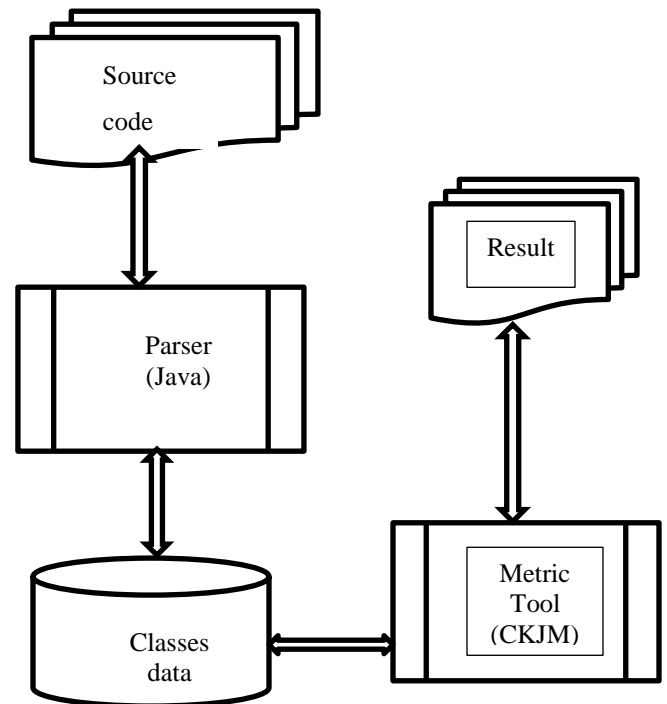 Source
code
Parser
(Java)
Classes
data
Metric
Tool
(CKJM)
Result